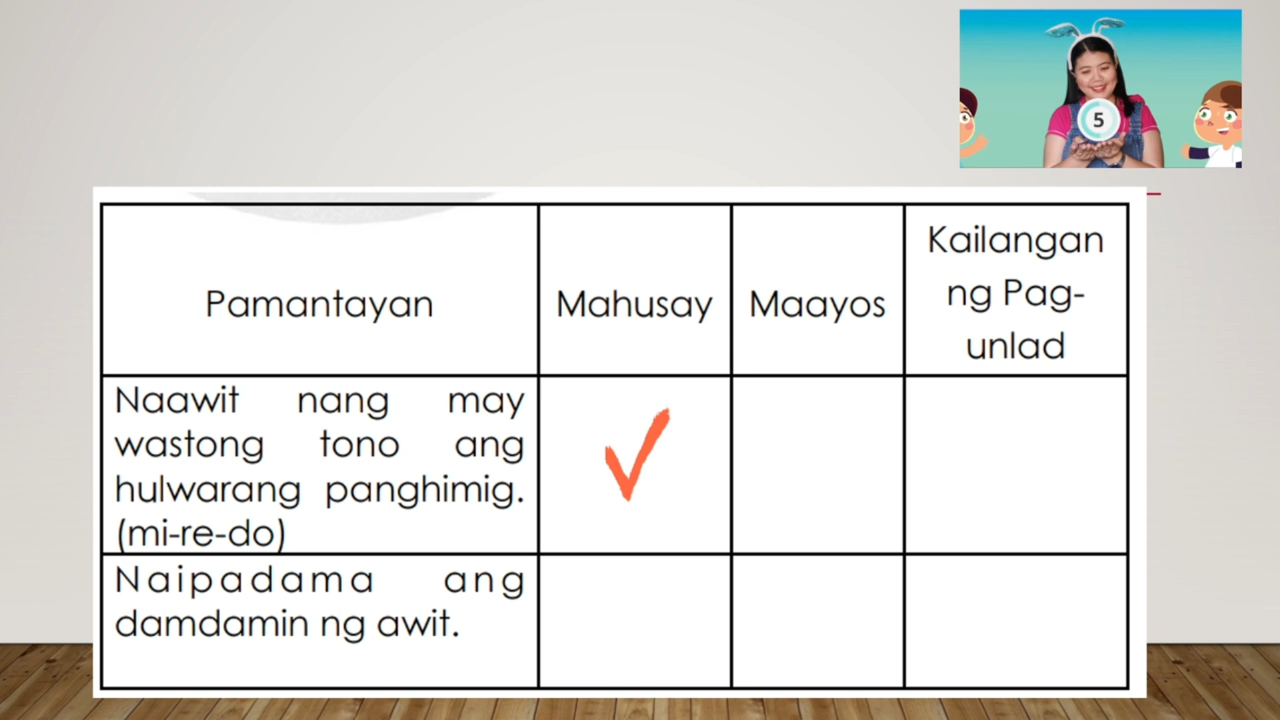 5
Pamantayan
Mahusay
Maayos
Kailangan
ng Pag-
unlad
Naawit nang may
wastong tono ang
hulwarang panghimig.
(mi-re-do)
Naipadama ang
damdamin ng awit.